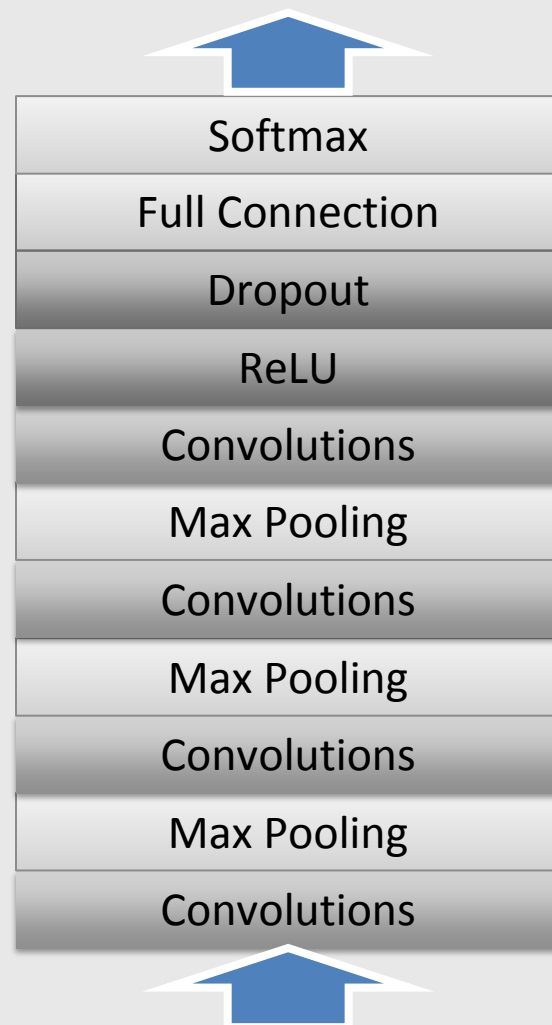 Softmax
Full Connection
Dropout
ReLU
Convolutions
Max Pooling
Convolutions
Max Pooling
Convolutions
Max Pooling
Convolutions